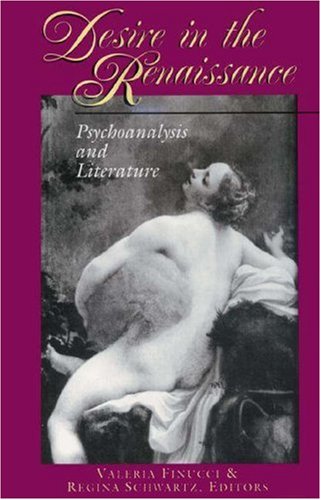 Desire in the
Renaissance
Psychoanalysis
and
Literature
VALERIA FINUCCI &
REGINA SCHWARTZ, EDITORS